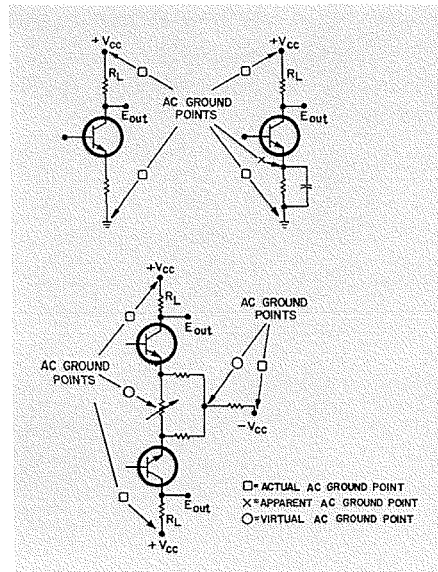 +Vcc
+Vcc
RL
RL
AC GROUND
POINTS
Eout
Eout
+Vcc
RL
AC GROUND
POINTS
Eout
AC GROUND
POINTS
-Vcc
□=ACTUAL AC GROUND POINT
X=APPARENT AC GROUND POINT
○=VIRTUAL AC GROUND POINT
Eout
RL
+Vcc